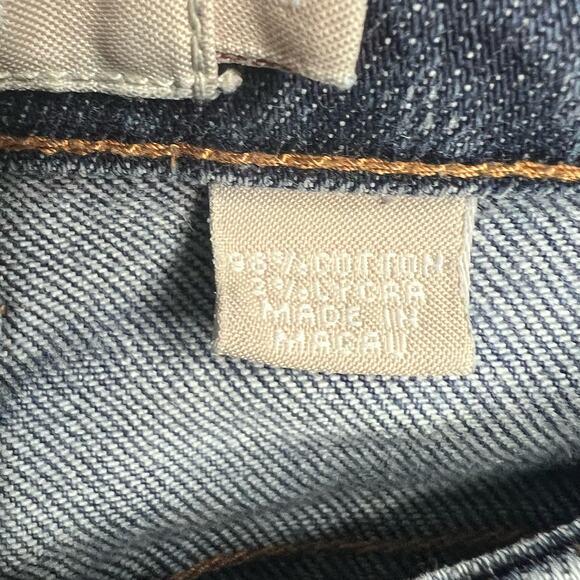 98% COTTON
2% LYCRA
MADE IN
MACAU